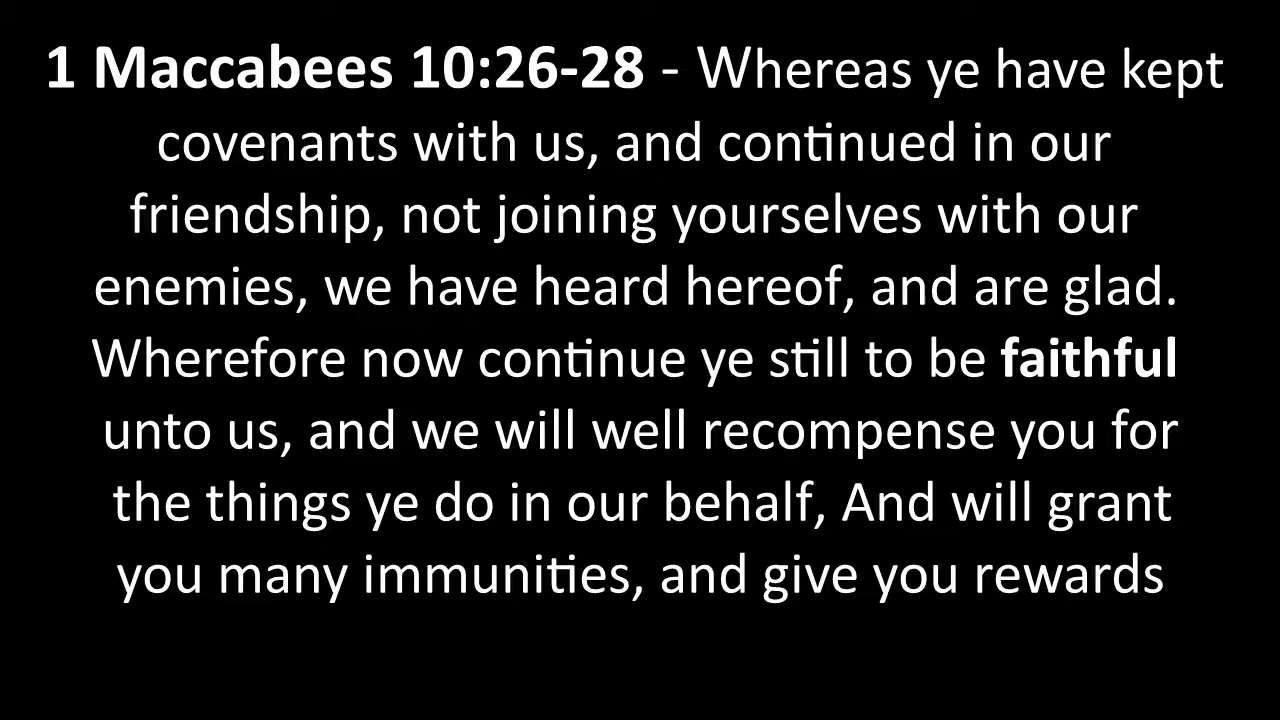 1 Maccabees 10:26-28 - Whereas ye have kept
covenants with us, and continued in our
friendship, not joining yourselves with our
enemies, we have heard hereof, and are glad.
Wherefore now continue ye still to be faithful
unto us, and we will well recompense you for
the things ye do in our behalf, And will grant
you many immunities, and give you rewards